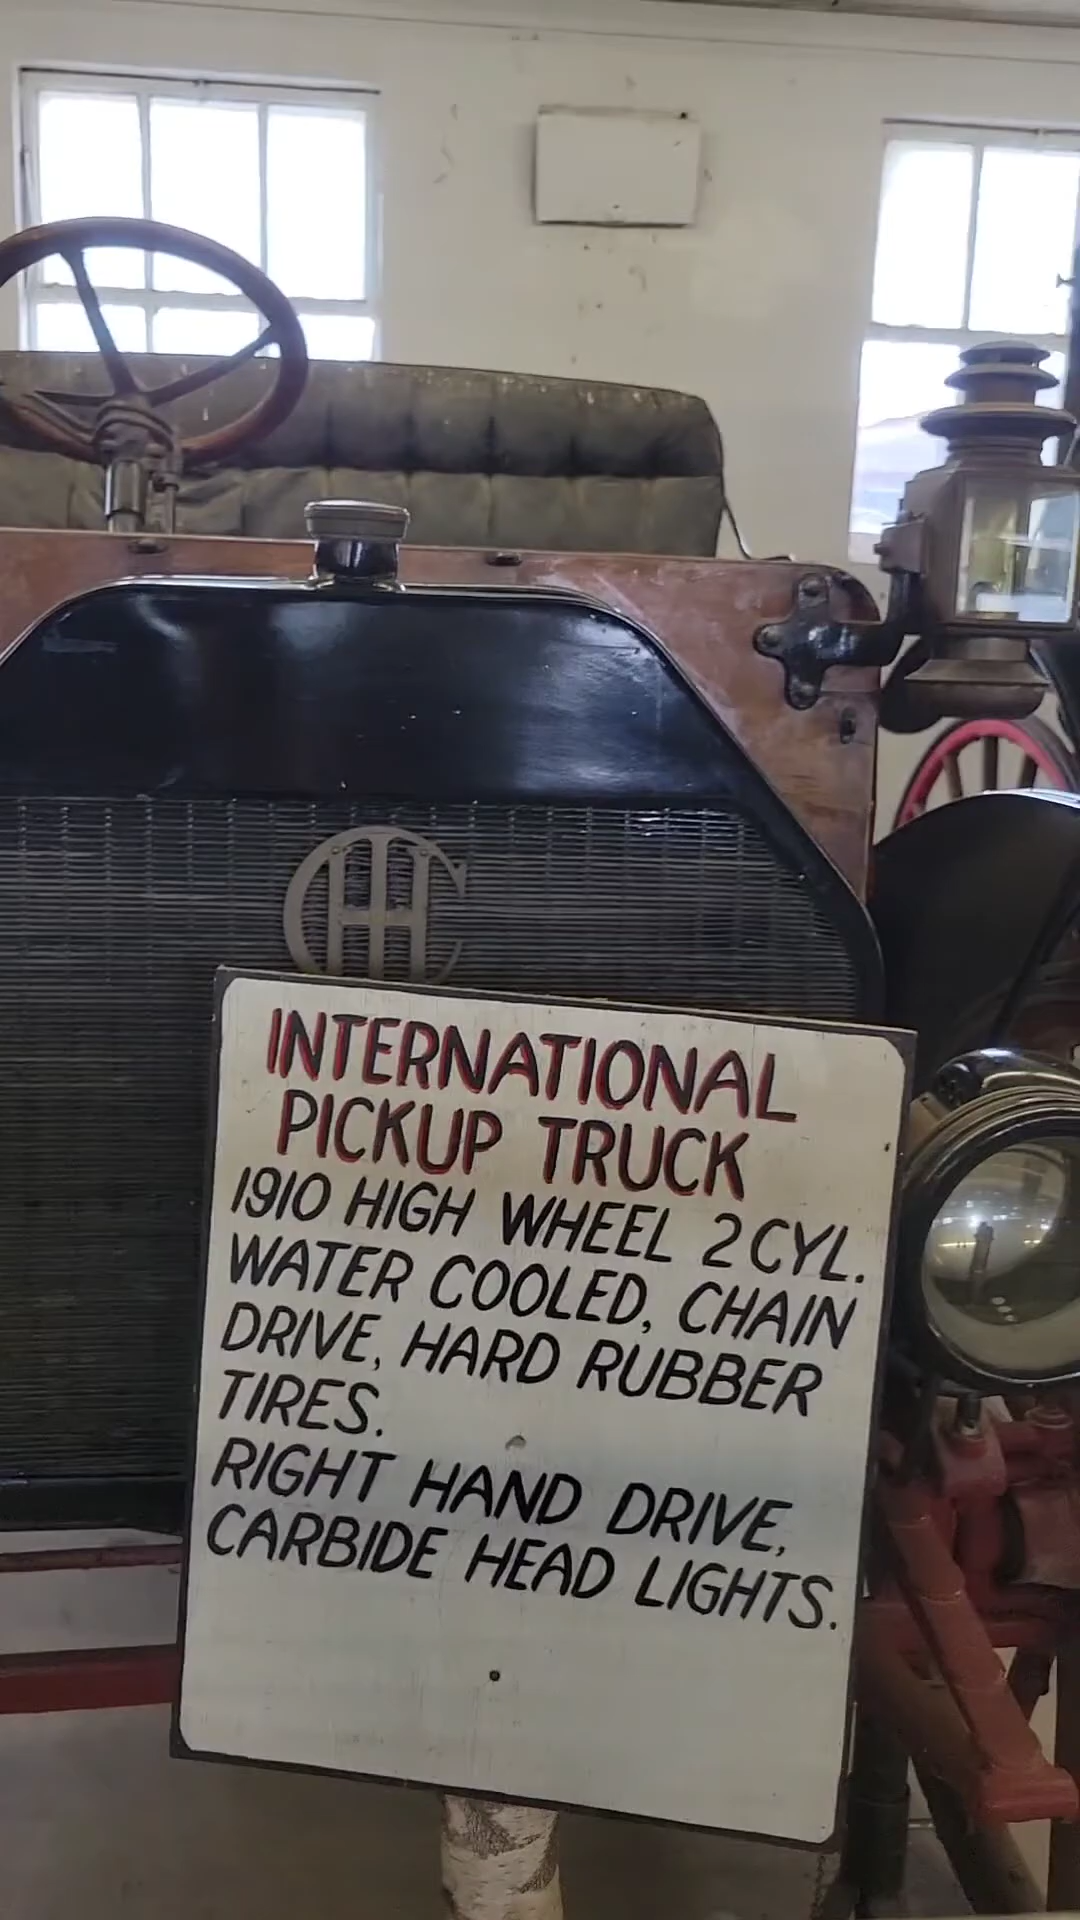 IHC
INTERNATIONAL
PICKUP TRUCK
1910 HIGH WHEEL 2 CYL.
WATER COOLED, CHAIN
DRIVE, HARD RUBBER
TIRES.
RIGHT HAND DRIVE,
CARBIDE HEAD LIGHTS.